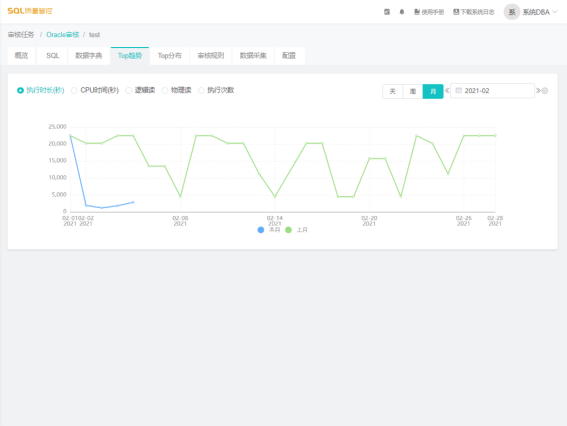 SQL质量管控
使用手册 下载系统日志 系 系统DBA
审核任务 / Oracle审核 / test
概览 SQL 数据字典 Top趋势 Top分布 审核规则 数据采集 配置
执行时长(秒) CPU时间(秒) 逻辑读 物理读 执行次数
天 周 月 2021-02
25,000
20,000
15,000
10,000
5,000
0
02-01 02-02 02-08 02-14 02-20 02-26 02-28
2021 2021 2021 2021 2021 2021 2021
本月 上月